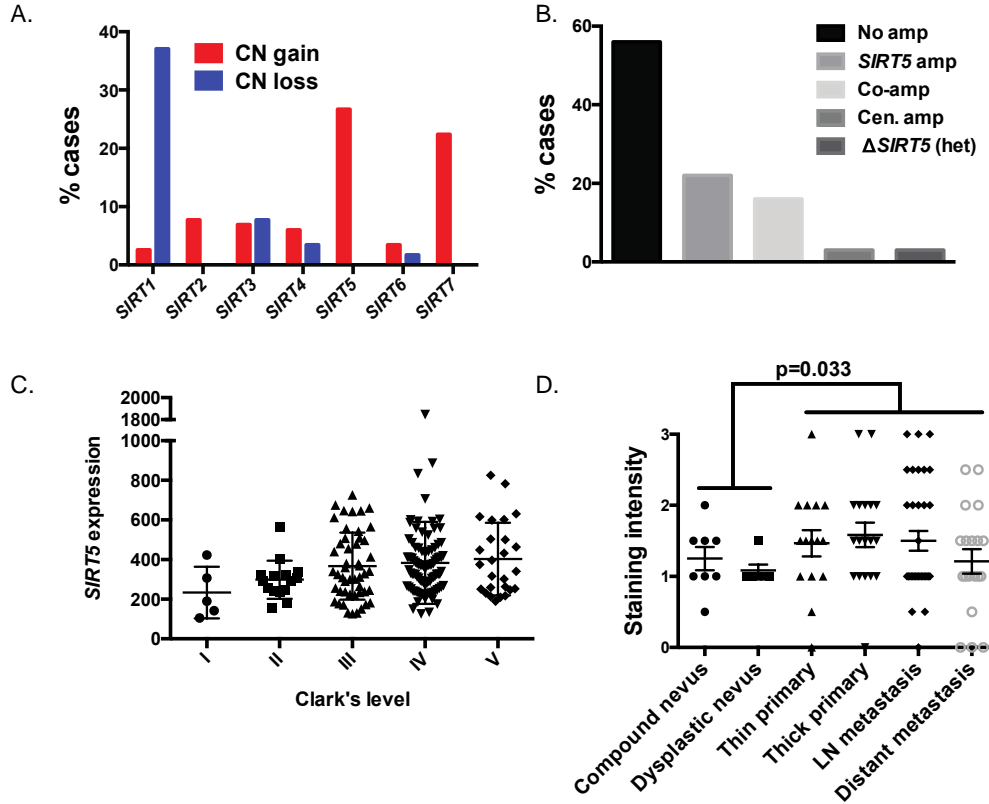 A.
40
30
20
10
0
% cases
CN gain
CN loss
SIRT1
SIRT2
SIRT3
SIRT4
SIRT5
SIRT6
SIRT7
B.
60
40
20
0
% cases
No amp
SIRT5 amp
Co-amp
Cen. amp
ΔSIRT5 (het)
C.
2000
1800
1000
800
600
400
200
0
SIRT5 expression
I
II
III
IV
V
Clark's level
D.
p=0.033
3
2
1
0
Staining intensity
Compound nevus
Dysplastic nevus
Thin primary
Thick primary
LN metastasis
Distant metastasis